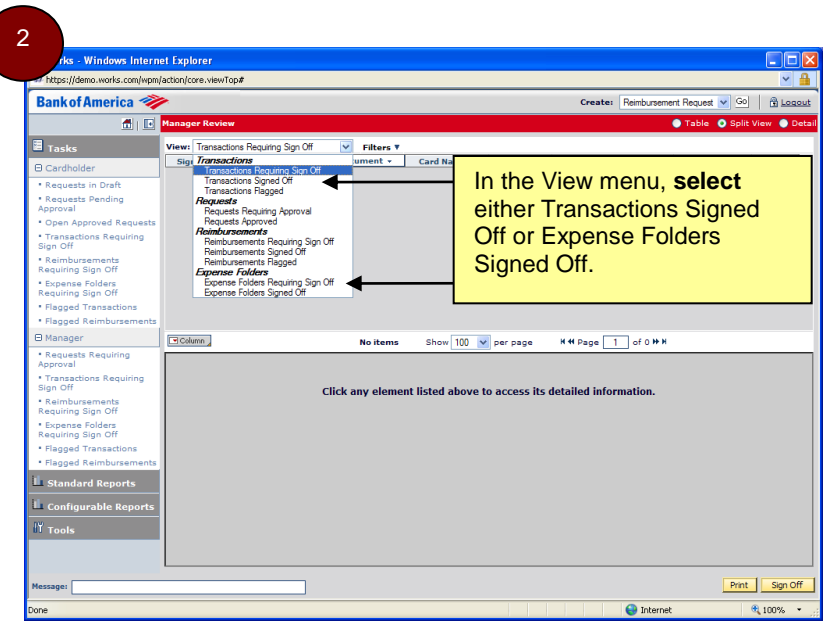 2
rks - Windows Internet Explorer
https://demo.works.com/wpm/action/core.viewTop#
Bank of America
Create: Reimbursement Request Go Logout
Manager Review
Table Split View Detail
Tasks
View: Transactions Requiring Sign Off Filters
Sig
ument
Card Na
Transactions
Transactions Requiring Sign Off
Transactions Signed Off
Transactions Flagged
Requests
Requests Requiring Approval
Requests Approved
Reimbursements
Reimbursements Requiring Sign Off
Reimbursements Signed Off
Reimbursements Flagged
Expense Folders
Expense Folders Requiring Sign Off
Expense Folders Signed Off
In the View menu, select
either Transactions Signed
Off or Expense Folders
Signed Off.
Cardholder
• Requests in Draft
• Requests Pending
Approval
• Open Approved Requests
• Transactions Requiring
Sign Off
• Reimbursements
Requiring Sign Off
• Expense Folders
Requiring Sign Off
• Flagged Transactions
• Flagged Reimbursements
Manager
• Requests Requiring
Approval
• Transactions Requiring
Sign Off
• Reimbursements
Requiring Sign Off
• Expense Folders
Requiring Sign Off
• Flagged Transactions
• Flagged Reimbursements
Standard Reports
Configurable Reports
Tools
Column
No items Show 100 per page Page 1 of 0
Click any element listed above to access its detailed information.
Message:
Print Sign Off
Done
Internet
100%